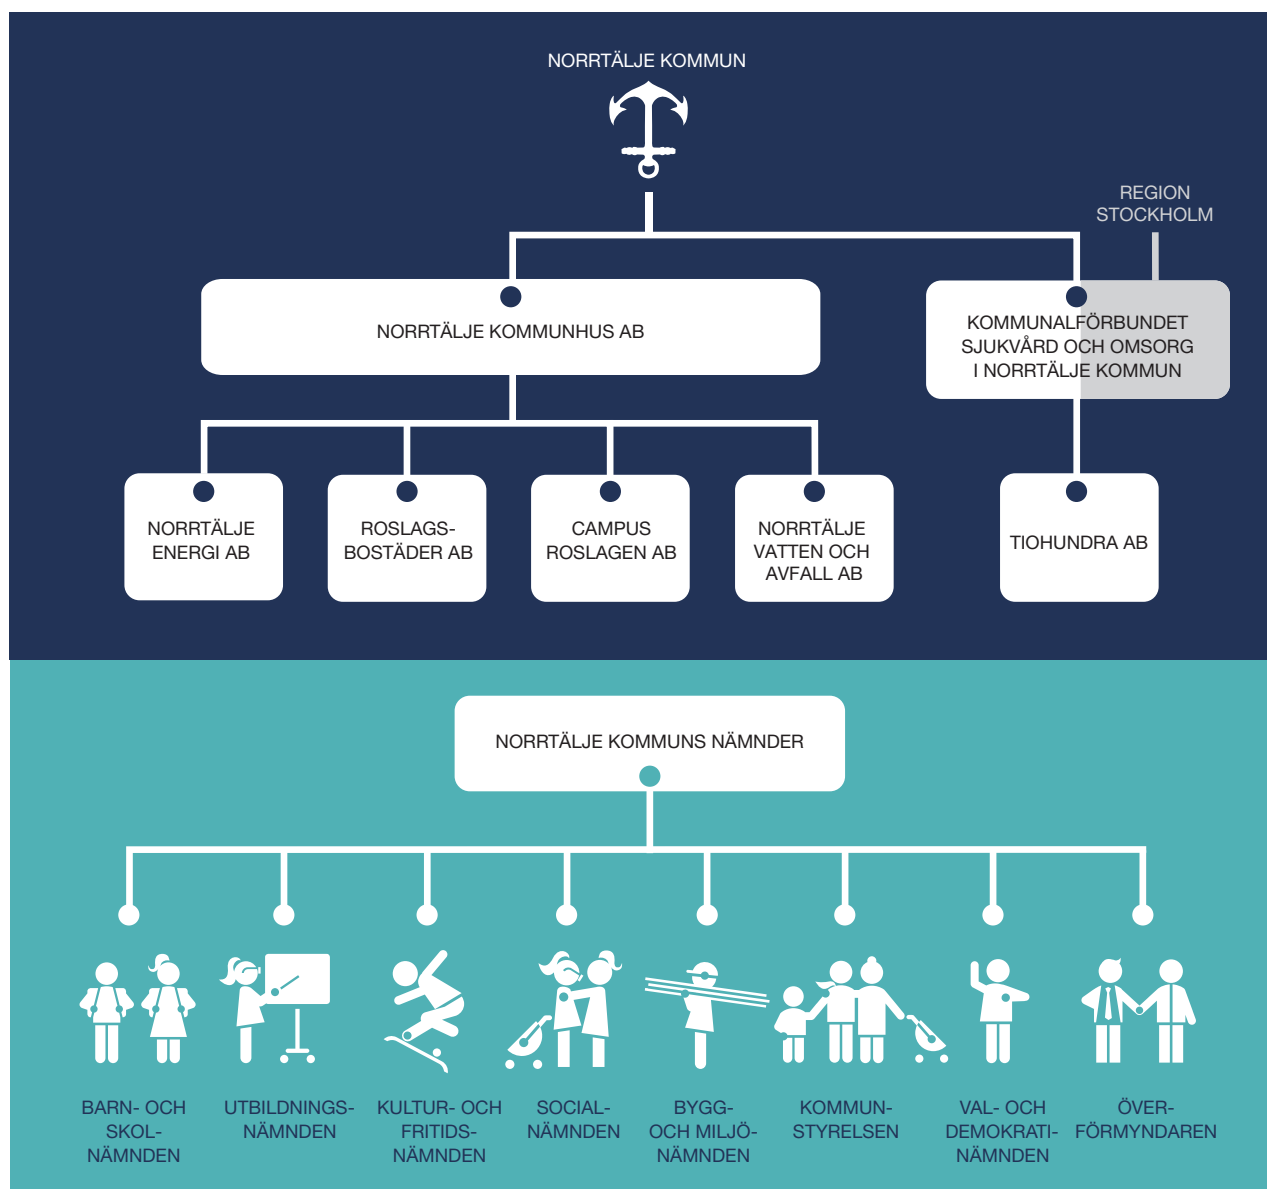 NORRTÄLJE KOMMUN
REGION
STOCKHOLM
NORRTÄLJE KOMMUNHUS AB
KOMMUNALFÖRBUNDET
SJUKVÅRD OCH OMSORG
I NORRTÄLJE KOMMUN
NORRTÄLJE
ENERGI AB
ROSLAGS-
BOSTÄDER AB
CAMPUS
ROSLAGEN AB
NORRTÄLJE
VATTEN OCH
AVFALL AB
TIOHUNDRA AB
NORRTÄLJE KOMMUNS NÄMNDER
BARN- OCH
SKOL-
NÄMNDEN
UTBILDNINGS-
NÄMNDEN
KULTUR- OCH
FRITIDS-
NÄMNDEN
SOCIAL-
NÄMNDEN
BYGG-
OCH MILJÖ-
NÄMNDEN
KOMMUN-
STYRELSEN
VAL- OCH
DEMOKRATI-
NÄMNDEN
ÖVER-
FÖRMYNDAREN